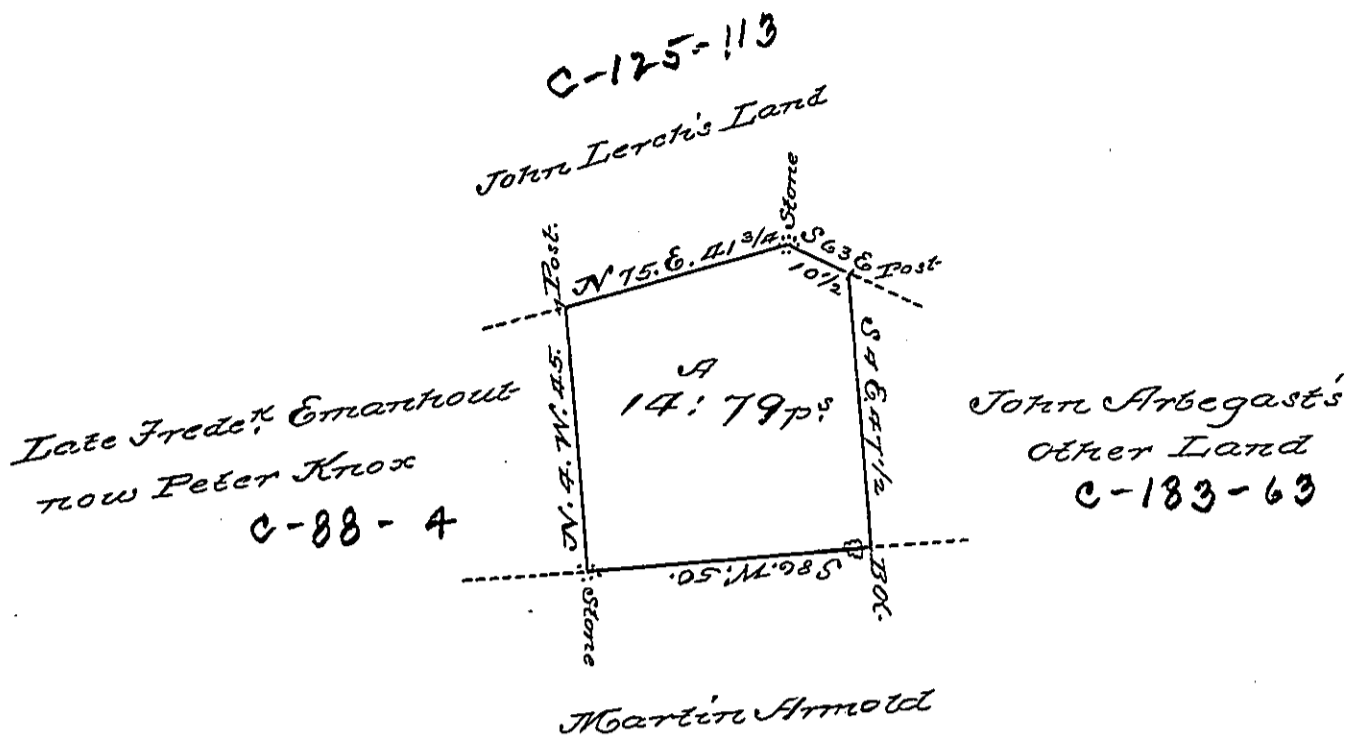 C-125-113
John Lerch's Land
Post.
N 75. E. 41 3/4
Stone
S 63 E
10 1/2
Post
N. 4. W. 45.
A
14: 79 ps
S 4 E. 47 1/2
Late Fredek. Emanhout
now Peter Knox
C-88-4
John Arbegast's
other Land
C-183-63
S 86. W. 50.
Stone
BO.
Martin Armold